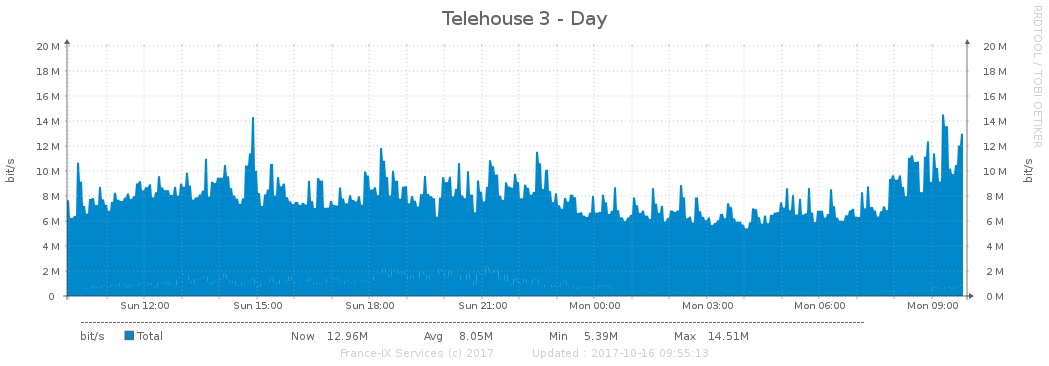 Telehouse 3 - Day
RRDTOOL / TOBI OETIKER
20 M 20 M
18 M 18 M
16 M 16 M
14 M 14 M
12 M 12 M
10 M 10 M
8 M 8 M
6 M 6 M
4 M 4 M
2 M 2 M
0 0 M
bit/s
bit/s
Sun 12:00 Sun 15:00 Sun 18:00 Sun 21:00 Mon 00:00 Mon 03:00 Mon 06:00 Mon 09:00
bit/s Total Now 12.96M Avg 8.05M Min 5.39M Max 14.51M
France-IX Services (c) 2017 Updated : 2017-10-16 09:55:13